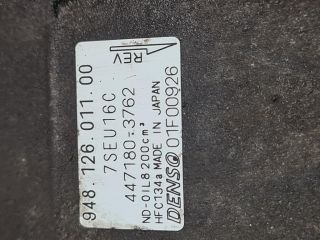 REV
948.126.011.00
7SEU16C
447180-3762
ND-OIL8 200cm³
HFC134a MADE IN JAPAN
DENSO 01F00926